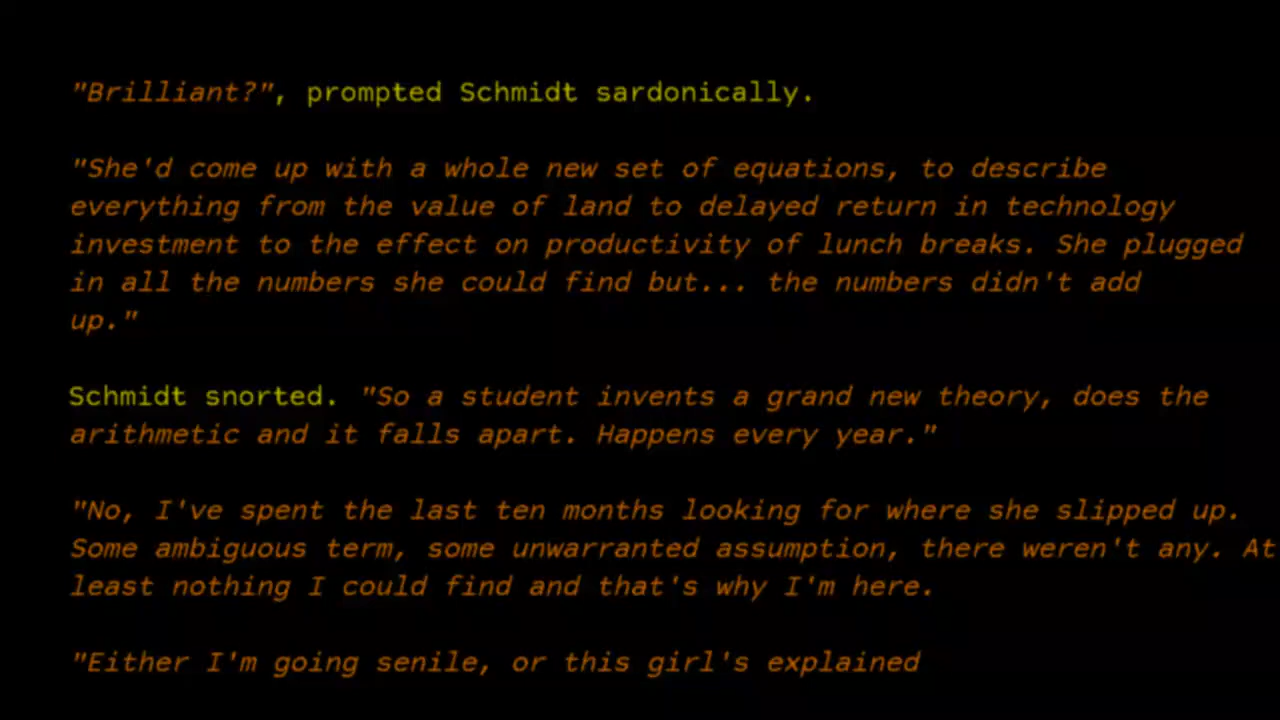 "Brilliant?", prompted Schmidt sardonically.
"She'd come up with a whole new set of equations, to describe
everything from the value of land to delayed return in technology
investment to the effect on productivity of lunch breaks. She plugged
in all the numbers she could find but... the numbers didn't add
up."
Schmidt snorted. "So a student invents a grand new theory, does the
arithmetic and it falls apart. Happens every year."
"No, I've spent the last ten months looking for where she slipped up.
Some ambiguous term, some unwarranted assumption, there weren't any. At
least nothing I could find and that's why I'm here.
"Either I'm going senile, or this girl's explained